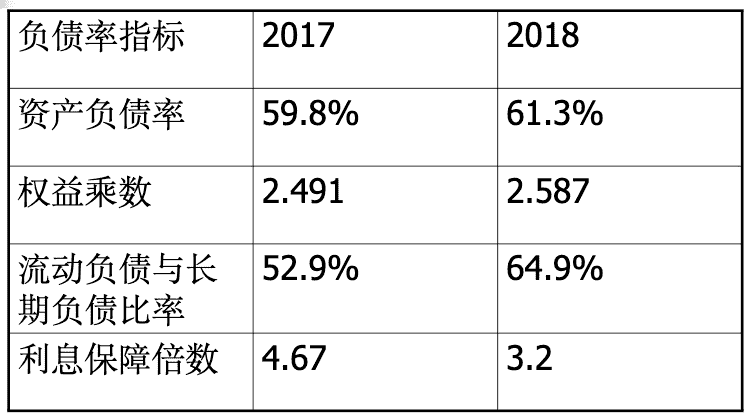 负债率指标 2017 2018
资产负债率 59.8% 61.3%
权益乘数 2.491 2.587
流动负债与长 52.9% 64.9%
期负债比率
利息保障倍数 4.67 3.2